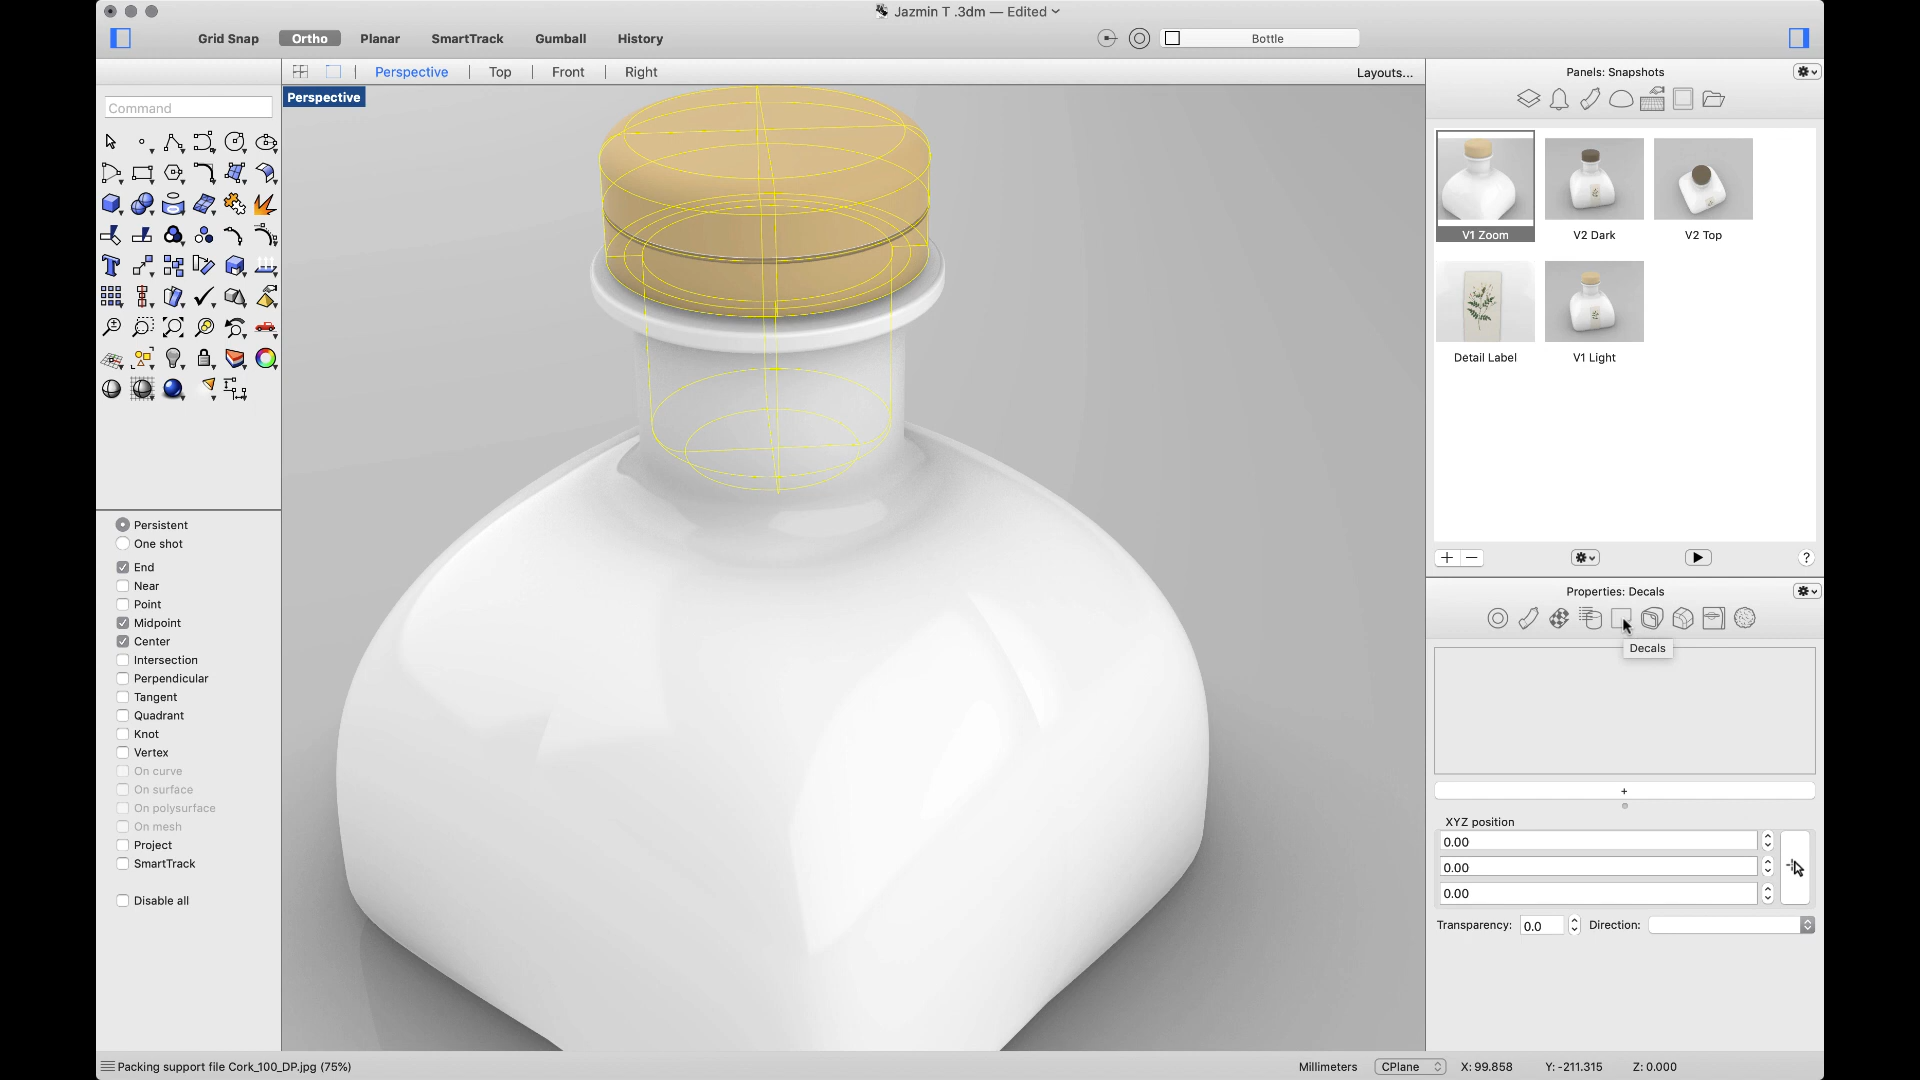 Jazmin T .3dm — Edited
Grid Snap Ortho Planar SmartTrack Gumball History
Bottle
Perspective Top Front Right
Layouts...
Panels: Snapshots
Command
Perspective
V1 Zoom V2 Dark V2 Top
Detail Label V1 Light
+ − ?
Persistent
One shot
End
Near
Point
Midpoint
Center
Intersection
Perpendicular
Tangent
Quadrant
Knot
Vertex
On curve
On surface
On polysurface
On mesh
Project
SmartTrack
Disable all
Properties: Decals
Decals
+
XYZ position
0.00
0.00
0.00
Transparency: 0.0 Direction:
Packing support file Cork_100_DP.jpg (75%)
Millimeters CPlane X: 99.858 Y: -211.315 Z: 0.000